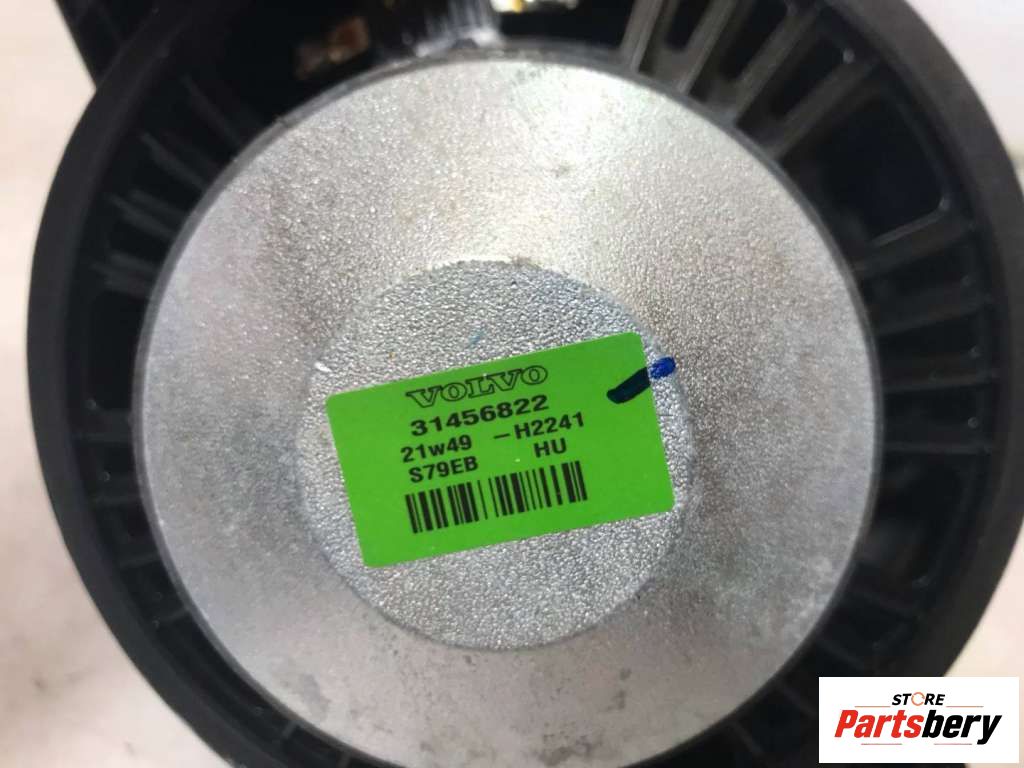 VOLVO
31456822
21w49 -H2241
S79EB HU
STORE
Partsbery